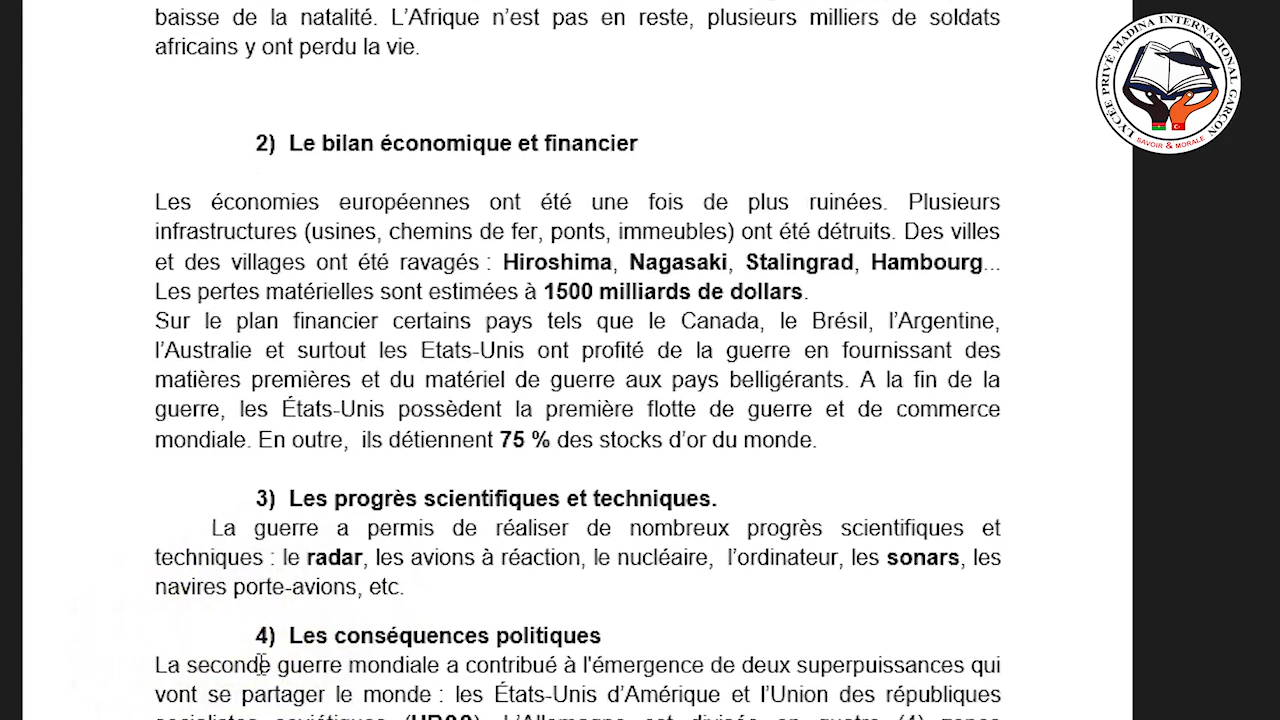 baisse de la natalité. L’Afrique n’est pas en reste, plusieurs milliers de soldats
africains y ont perdu la vie.
LYCÉE PRIVÉ MADINA INTERNATIONAL GARÇON
SAVOIR & MORALE
2) Le bilan économique et financier
Les économies européennes ont été une fois de plus ruinées. Plusieurs
infrastructures (usines, chemins de fer, ponts, immeubles) ont été détruits. Des villes
et des villages ont été ravagés : Hiroshima, Nagasaki, Stalingrad, Hambourg...
Les pertes matérielles sont estimées à 1500 milliards de dollars.
Sur le plan financier certains pays tels que le Canada, le Brésil, l’Argentine,
l’Australie et surtout les Etats-Unis ont profité de la guerre en fournissant des
matières premières et du matériel de guerre aux pays belligérants. A la fin de la
guerre, les États-Unis possèdent la première flotte de guerre et de commerce
mondiale. En outre, ils détiennent 75 % des stocks d’or du monde.
3) Les progrès scientifiques et techniques.
La guerre a permis de réaliser de nombreux progrès scientifiques et
techniques : le radar, les avions à réaction, le nucléaire, l’ordinateur, les sonars, les
navires porte-avions, etc.
4) Les conséquences politiques
La seconde guerre mondiale a contribué à l'émergence de deux superpuissances qui
vont se partager le monde : les États-Unis d’Amérique et l’Union des républiques